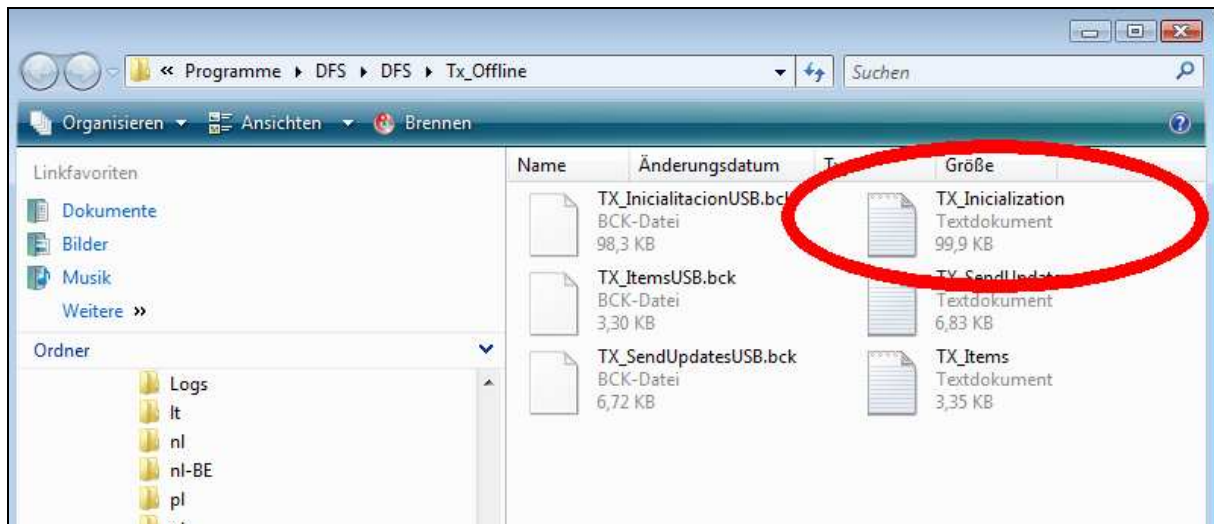 « Programme ▸ DFS ▸ DFS ▸ Tx_Offline
Suchen
Organisieren Ansichten Brennen
Linkfavoriten
Dokumente
Bilder
Musik
Weitere »
Ordner
Logs
lt
nl
nl-BE
pl
Name Änderungsdatum Größe
TX_InicialitacionUSB.bck
BCK-Datei
98,3 KB
TX_Inicialization
Textdokument
99,9 KB
TX_ItemsUSB.bck
BCK-Datei
3,30 KB
TX_SendUpdates
Textdokument
6,83 KB
TX_SendUpdatesUSB.bck
BCK-Datei
6,72 KB
TX_Items
Textdokument
3,35 KB